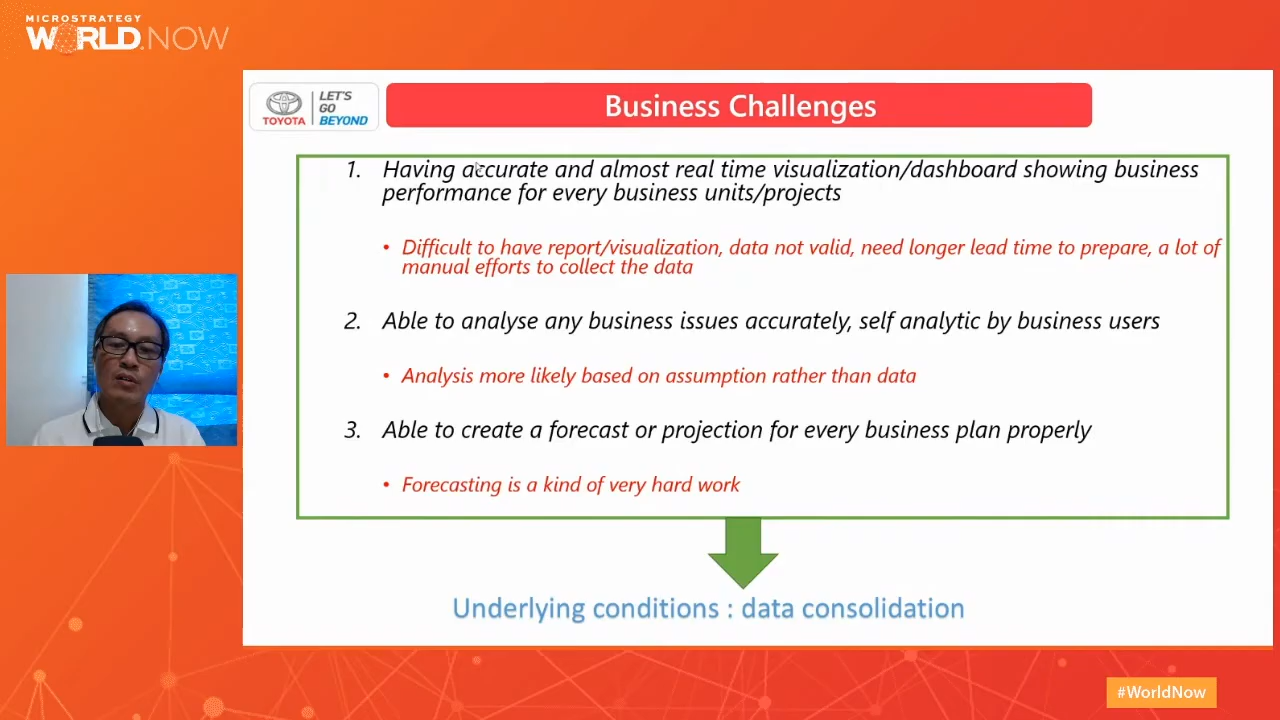 MICROSTRATEGY
WORLD.NOW
TOYOTA
LET'S
GO
BEYOND
Business Challenges
1. Having accurate and almost real time visualization/dashboard showing business
performance for every business units/projects
• Difficult to have report/visualization, data not valid, need longer lead time to prepare, a lot of
manual efforts to collect the data
2. Able to analyse any business issues accurately, self analytic by business users
• Analysis more likely based on assumption rather than data
3. Able to create a forecast or projection for every business plan properly
• Forecasting is a kind of very hard work
Underlying conditions : data consolidation
#WorldNow